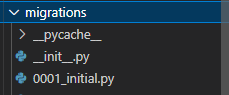 migrations
__pycache__
__init__.py
0001_initial.py